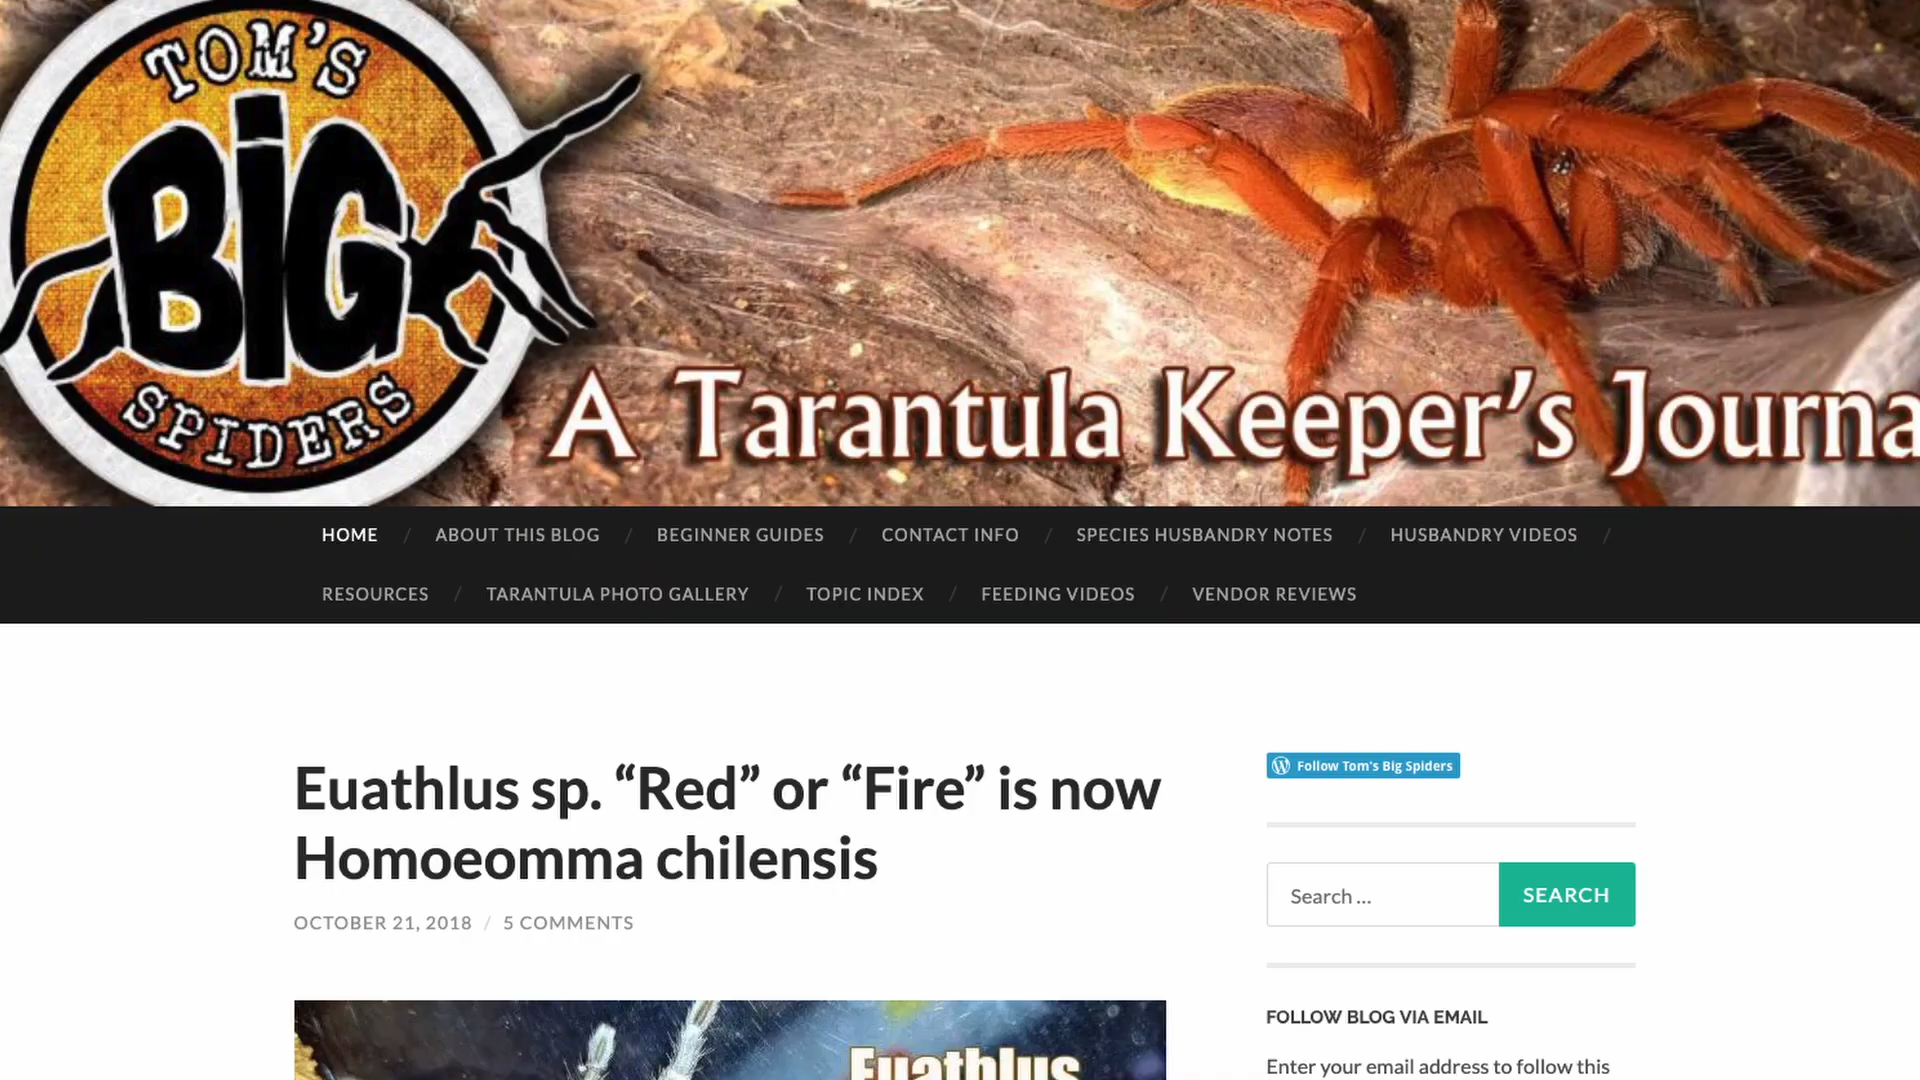 TOM'S
BIG
SPIDERS
A Tarantula Keeper's Journa
HOME / ABOUT THIS BLOG / BEGINNER GUIDES / CONTACT INFO / SPECIES HUSBANDRY NOTES / HUSBANDRY VIDEOS /
RESOURCES / TARANTULA PHOTO GALLERY / TOPIC INDEX / FEEDING VIDEOS / VENDOR REVIEWS
Euathlus sp. “Red” or “Fire” is now
Homoeomma chilensis
OCTOBER 21, 2018 / 5 COMMENTS
Euathlus
Follow Tom's Big Spiders
Search …
SEARCH
FOLLOW BLOG VIA EMAIL
Enter your email address to follow this